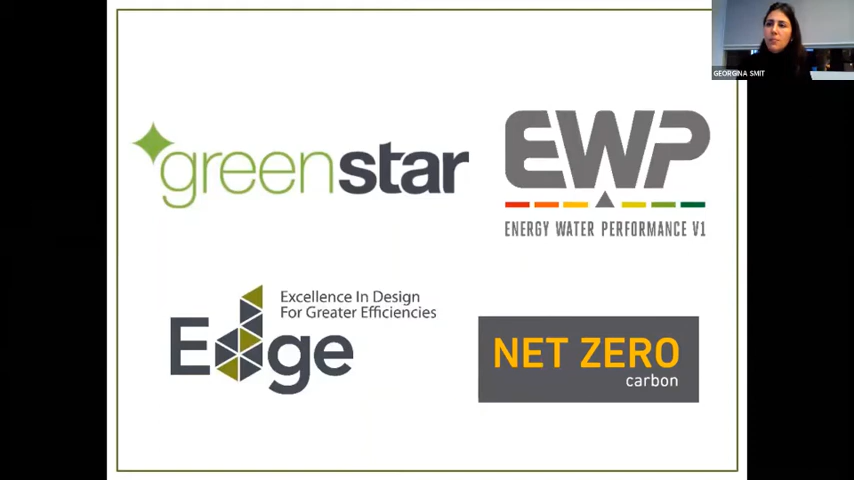 GEORGINA SMIT
greenstar
EWP
ENERGY WATER PERFORMANCE V1
Edge
Excellence In Design
For Greater Efficiencies
NET ZERO
carbon